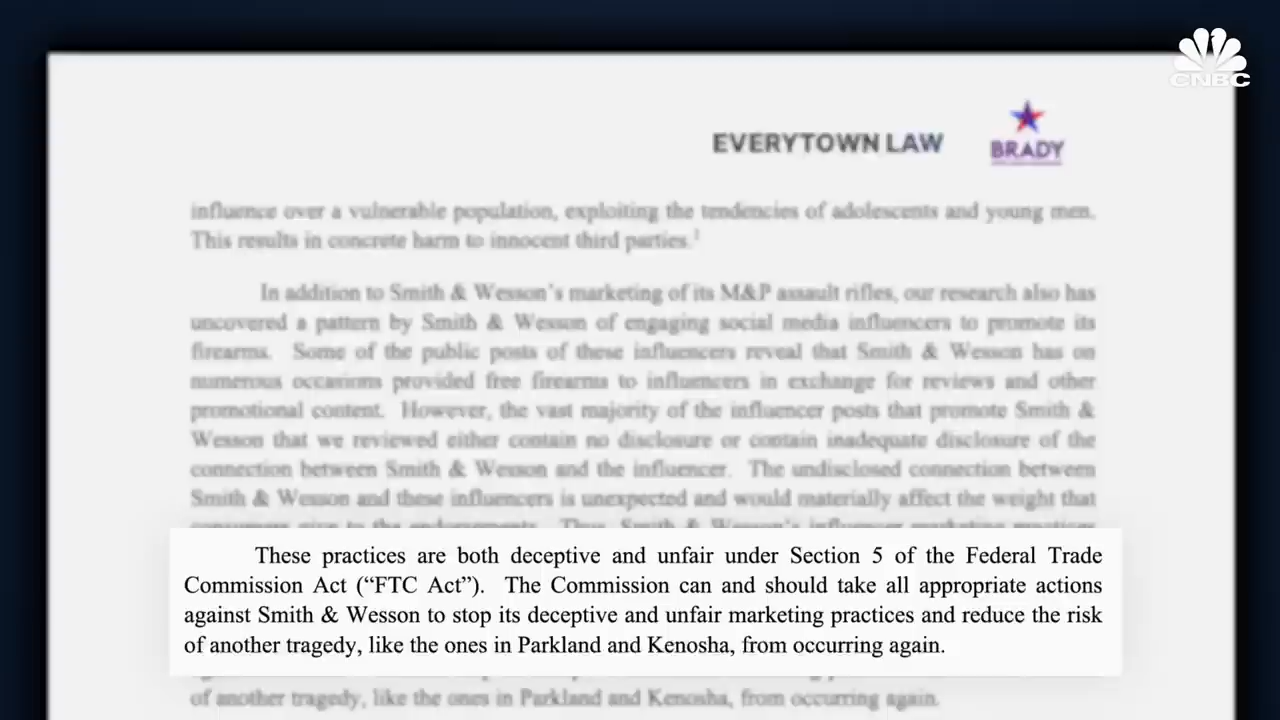 CNBC
EVERYTOWN LAW
BRADY
influence over a vulnerable population, exploiting the tendencies of adolescents and young men.
This results in concrete harm to innocent third parties.1
In addition to Smith & Wesson's marketing of its M&P assault rifles, our research also has
uncovered a pattern by Smith & Wesson of engaging social media influencers to promote its
firearms. Some of the public posts of these influencers reveal that Smith & Wesson has on
numerous occasions provided free firearms to influencers in exchange for reviews and other
promotional content. However, the vast majority of the influencer posts that promote Smith &
Wesson that we reviewed either contain no disclosure or contain inadequate disclosure of the
connection between Smith & Wesson and the influencer. The undisclosed connection between
Smith & Wesson and these influencers is unexpected and would materially affect the weight that
These practices are both deceptive and unfair under Section 5 of the Federal Trade
Commission Act (“FTC Act”). The Commission can and should take all appropriate actions
against Smith & Wesson to stop its deceptive and unfair marketing practices and reduce the risk
of another tragedy, like the ones in Parkland and Kenosha, from occurring again.
of another tragedy, like the ones in Parkland and Kenosha, from occurring again.